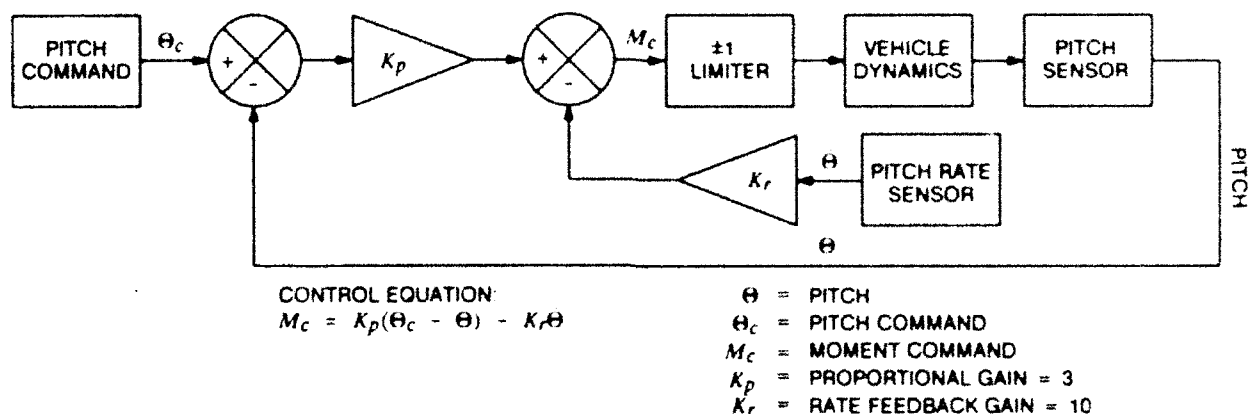 PITCH
COMMAND
Θc
+
-
Kp
+
-
Mc
±1
LIMITER
VEHICLE
DYNAMICS
PITCH
SENSOR
Kr
Θ
PITCH RATE
SENSOR
PITCH
Θ
CONTROL EQUATION
Mc = Kp(Θc - Θ) - KrΘ
Θ = PITCH
Θc = PITCH COMMAND
Mc = MOMENT COMMAND
Kp = PROPORTIONAL GAIN = 3
Kr = RATE FEEDBACK GAIN = 10